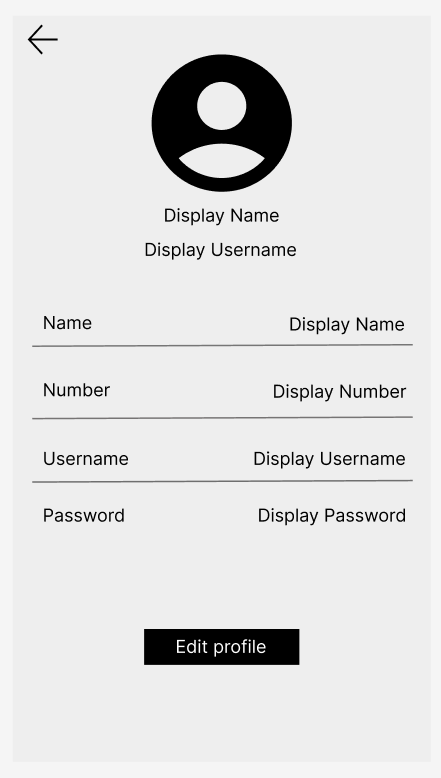 Display Name
Display Username
Name Display Name
Number Display Number
Username Display Username
Password Display Password
Edit profile